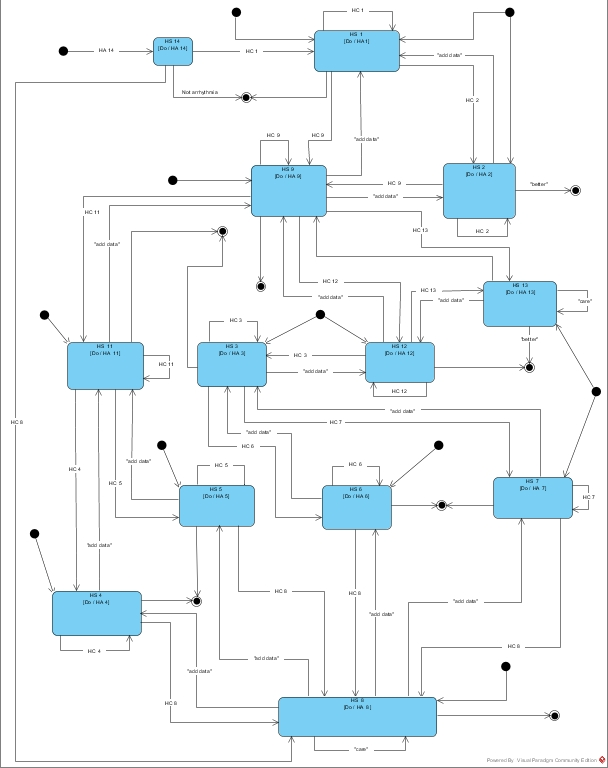 HC 1
HS 14
[Do / HA 14]
HS 1
[Do / HA 1]
HA 14
HC 1
"add data"
Not arrhythmia
HC 2
HC 9
HC 9
"add data"
HS 9
[Do / HA 9]
HS 2
[Do / HA 2]
HC 9
"better"
"add data"
HC 11
HC 2
HC 13
"add data"
HC 12
HS 13
[Do / HA 13]
HC 13
"add data"
"add data"
"care"
HC 3
"better"
HS 11
[Do / HA 11]
HS 3
[Do / HA 3]
HS 12
[Do / HA 12]
HC 3
HC 11
"add data"
HC 12
"add data"
HC 8
HC 7
"add data"
HC 6
HC 5
HC 6
"add data"
HC 4
HC 5
HS 5
[Do / HA 5]
HS 6
[Do / HA 6]
HS 7
[Do / HA 7]
HC 7
"add data"
HS 4
[Do / HA 4]
HC 8
HC 8
"add data"
"add data"
HC 4
HC 8
"add data"
"add data"
HC 8
HS 8
[Do / HA 8]
"care"
Powered By Visual Paradigm Community Edition